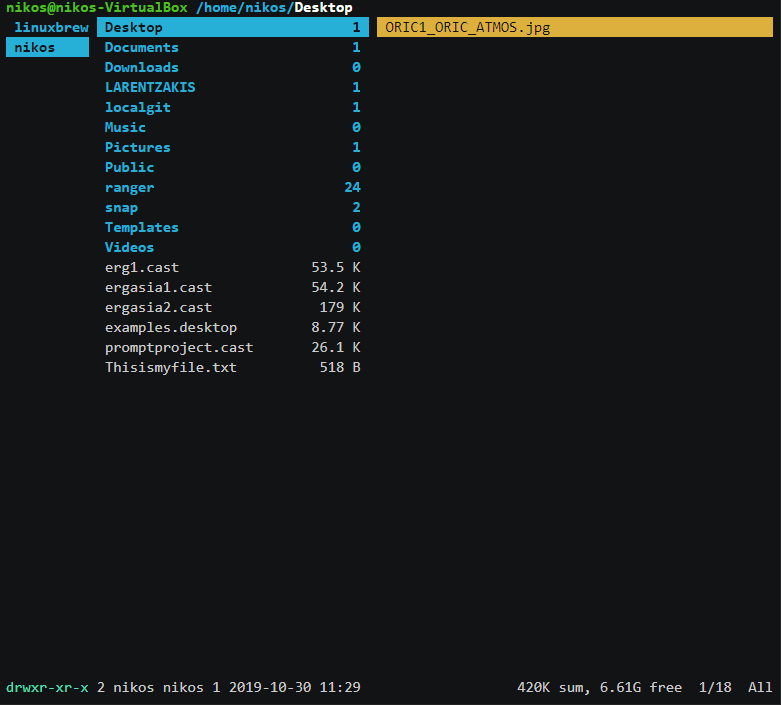 nikos@nikos-VirtualBox /home/nikos/Desktop
linuxbrew Desktop 1 ORIC1_ORIC_ATMOS.jpg
nikos Documents 1
Downloads 0
LARENTZAKIS 1
localgit 1
Music 0
Pictures 1
Public 0
ranger 24
snap 2
Templates 0
Videos 0
erg1.cast 53.5 K
ergasia1.cast 54.2 K
ergasia2.cast 179 K
examples.desktop 8.77 K
promptproject.cast 26.1 K
Thisismyfile.txt 518 B
drwxr-xr-x 2 nikos nikos 1 2019-10-30 11:29 420K sum, 6.61G free 1/18 All